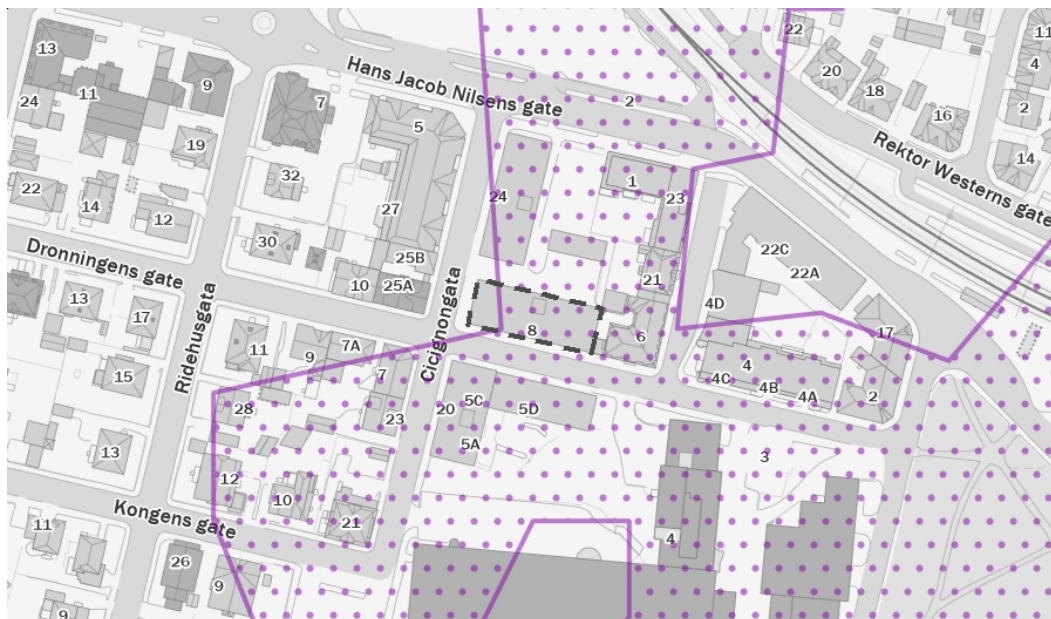 13
11
22
9
20
4
Hans Jacob Nilsens gate
18
11
7
2
24
2
5
16
19
Rektor Westerns gate
14
1
32
22
24
23
14
27
12
30
22C
25B
Dronningens gate
22A
21
10
25A
13
4D
17
Cicignongata
8
17
6
11
9
7A
Ridehusgata
4
7
15
4C
4B
4A
2
28
20
5C
5D
23
5A
13
3
12
10
Kongens gate
21
11
4
26
9
9